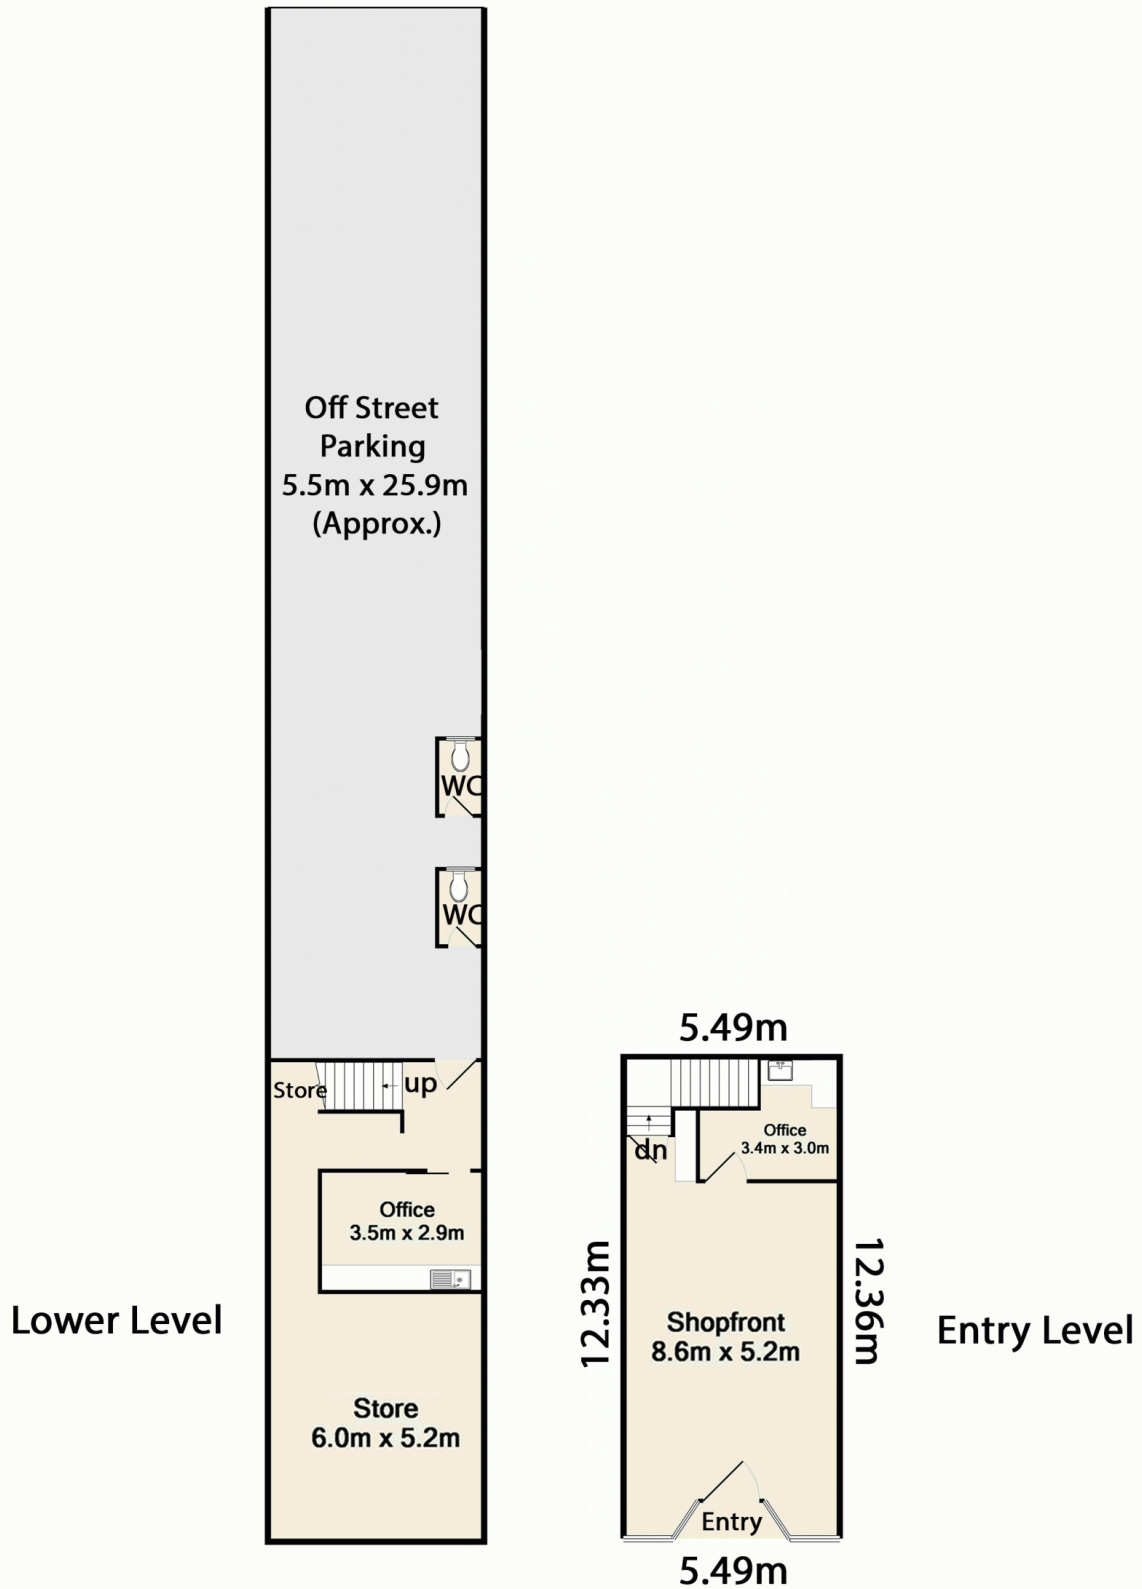 Off Street
Parking
5.5m x 25.9m
(Approx.)
WC
WC
Store
up
Office
3.5m x 2.9m
Lower Level
Store
6.0m x 5.2m
5.49m
Office
3.4m x 3.0m
dn
12.33m
12.36m
Shopfront
8.6m x 5.2m
Entry Level
Entry
5.49m